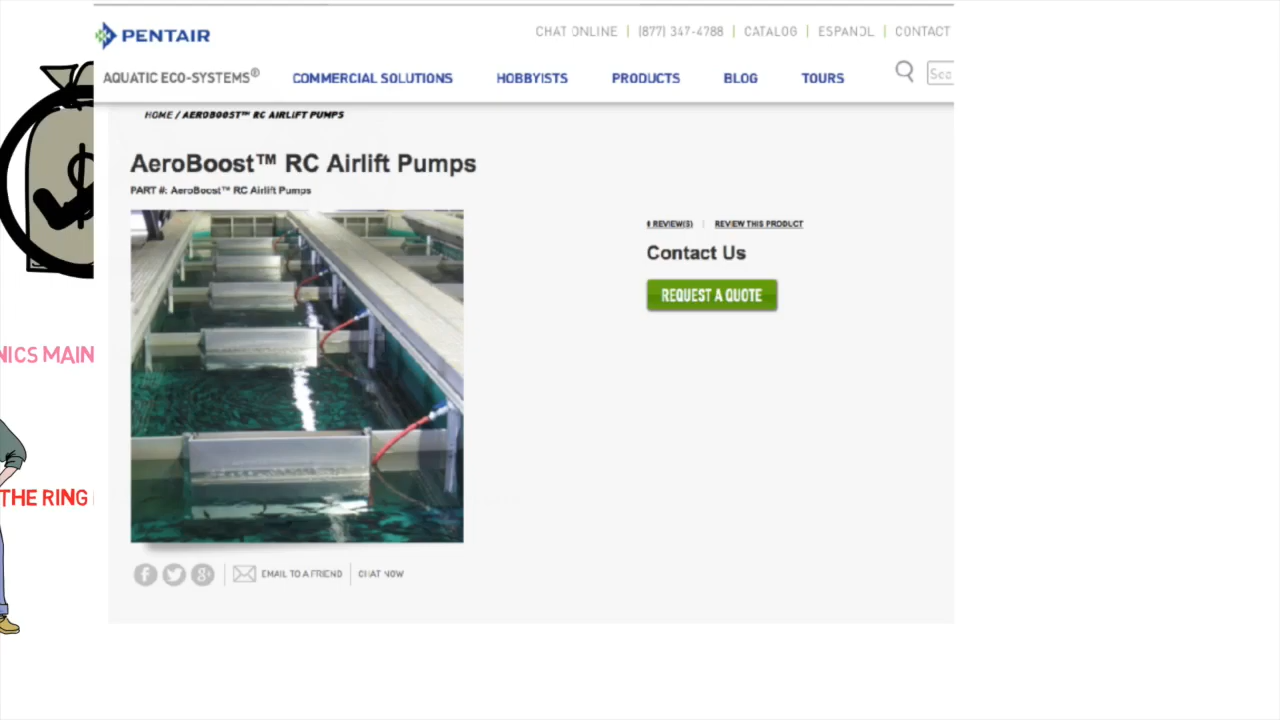 PENTAIR
CHAT ONLINE | (877) 347-4788 | CATALOG | ESPANOL | CONTACT
AQUATIC ECO-SYSTEMS® COMMERCIAL SOLUTIONS HOBBYISTS PRODUCTS BLOG TOURS
HOME / AEROBOOST™ RC AIRLIFT PUMPS
AeroBoost™ RC Airlift Pumps
PART #: AeroBoost™ RC Airlift Pumps
REVIEW(S) | REVIEW THIS PRODUCT
Contact Us
REQUEST A QUOTE
$
NICS MAIN
THE RING
EMAIL TO A FRIEND | CHAT NOW